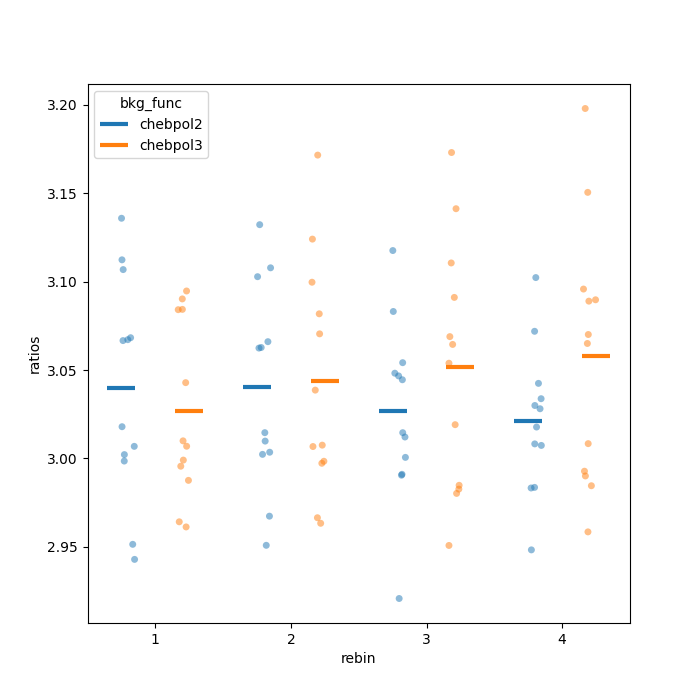 bkg_func
chebpol2
chebpol3
3.20
3.15
3.10
3.05
3.00
2.95
ratios
1 2 3 4
rebin